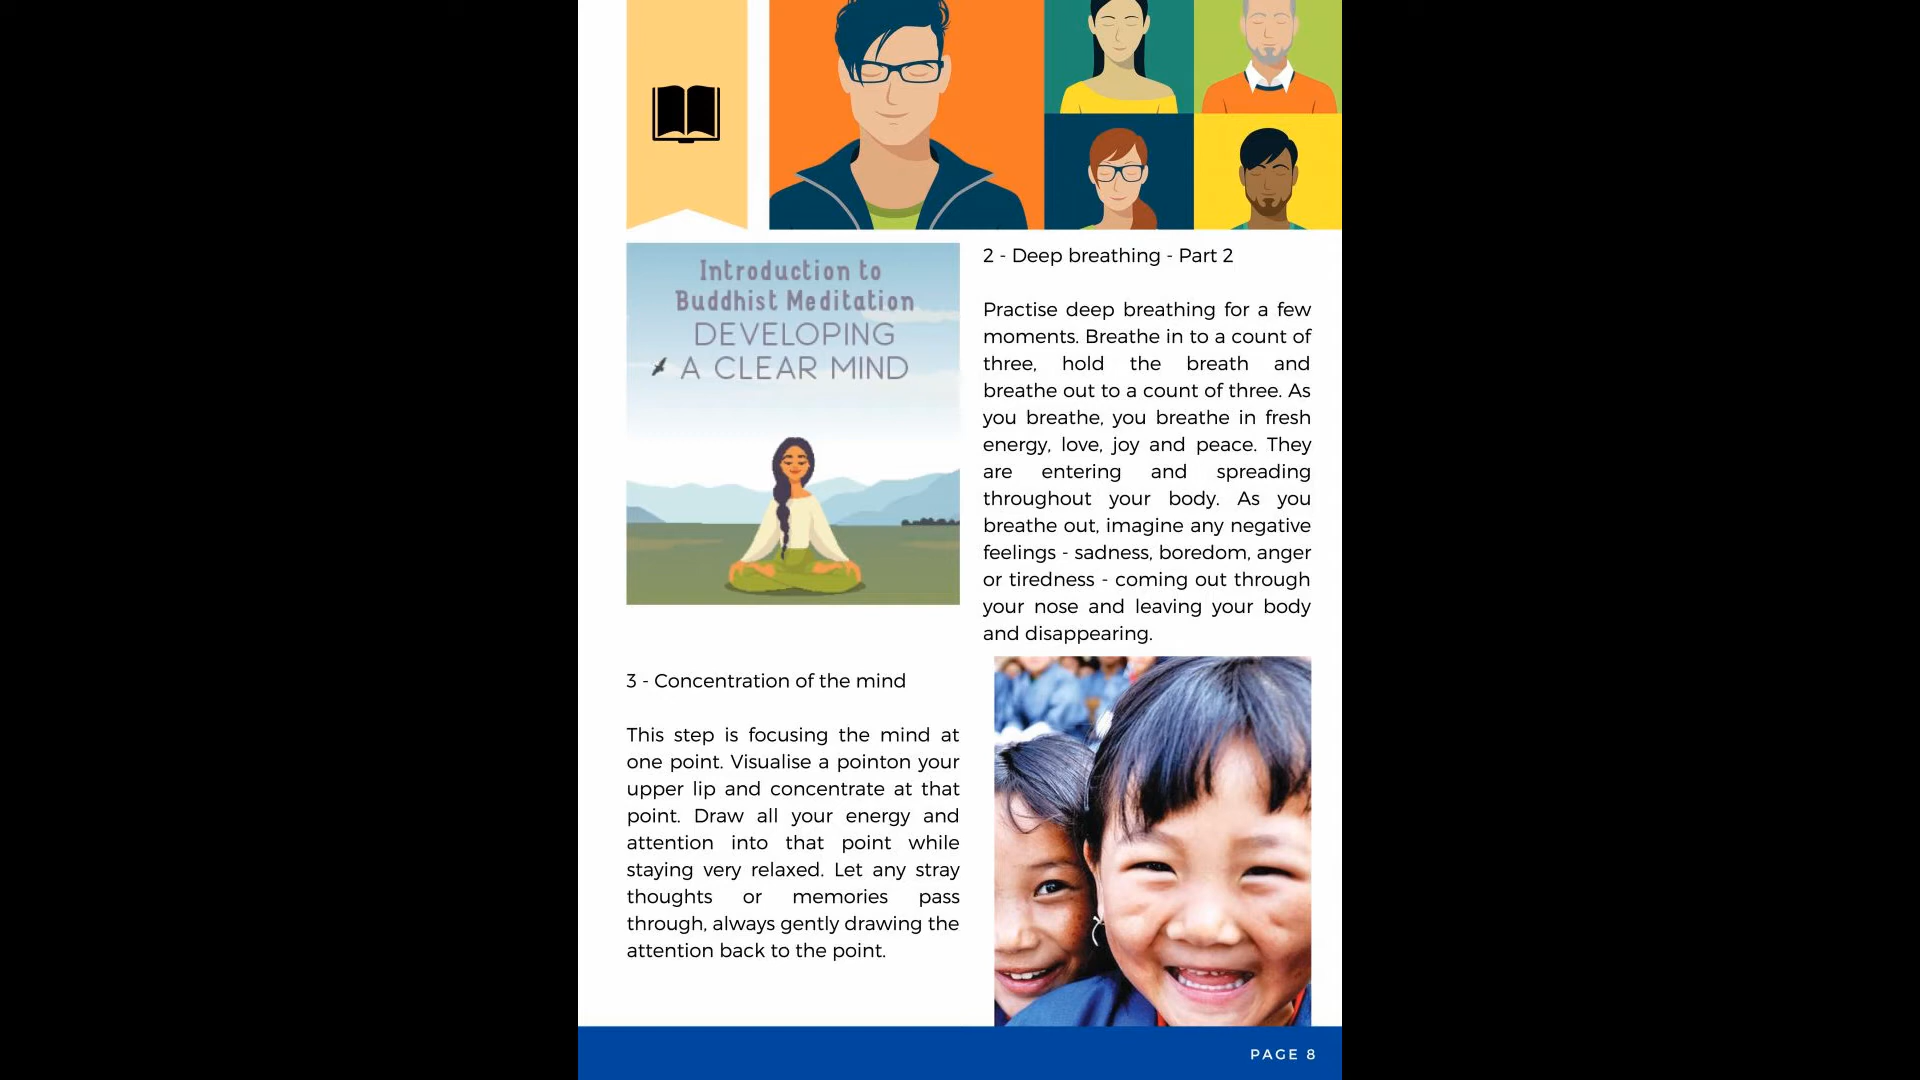 Introduction to
Buddhist Meditation
DEVELOPING
A CLEAR MIND
2 - Deep breathing - Part 2
Practise deep breathing for a few
moments. Breathe in to a count of
three, hold the breath and
breathe out to a count of three. As
you breathe, you breathe in fresh
energy, love, joy and peace. They
are entering and spreading
throughout your body. As you
breathe out, imagine any negative
feelings - sadness, boredom, anger
or tiredness - coming out through
your nose and leaving your body
and disappearing.
3 - Concentration of the mind
This step is focusing the mind at
one point. Visualise a pointon your
upper lip and concentrate at that
point. Draw all your energy and
attention into that point while
staying very relaxed. Let any stray
thoughts or memories pass
through, always gently drawing the
attention back to the point.
PAGE 8